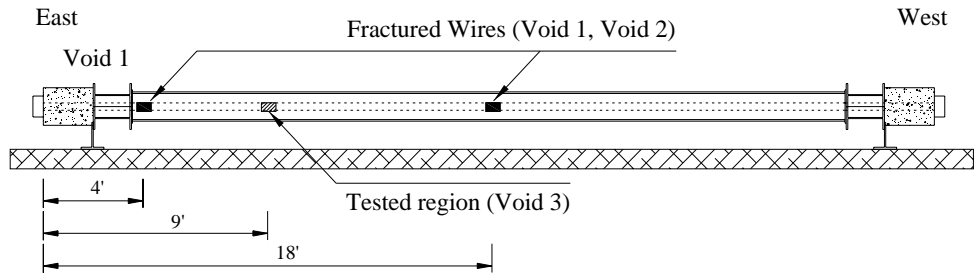 East
West
Fractured Wires (Void 1, Void 2)
Void 1
Tested region (Void 3)
4'
9'
18'